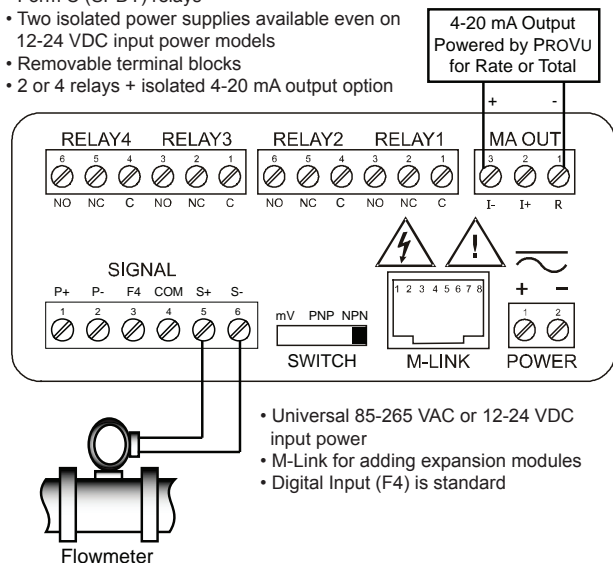 • Two isolated power supplies available even on
12-24 VDC input power models
• Removable terminal blocks
• 2 or 4 relays + isolated 4-20 mA output option
4-20 mA Output
Powered by PROVU
for Rate or Total
+ -
RELAY4 RELAY3 RELAY2 RELAY1 MA OUT
6 5 4 3 2 1 6 5 4 3 2 1 3 2 1
NO NC C NO NC C NO NC C NO NC C I- I+ R
SIGNAL
P+ P- F4 COM S+ S-
1 2 3 4 5 6
mV PNP NPN
SWITCH
1 2 3 4 5 6 7 8
M-LINK
+ -
1 2
POWER
• Universal 85-265 VAC or 12-24 VDC
input power
• M-Link for adding expansion modules
• Digital Input (F4) is standard
Flowmeter